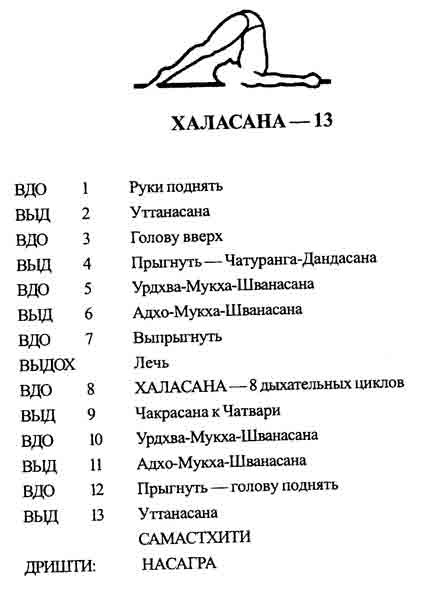 ХАЛАСАНА — 13
ВДО 1 Руки поднять
ВЫД 2 Уттанасана
ВДО 3 Голову вверх
ВЫД 4 Прыгнуть — Чатуранга-Дандасана
ВДО 5 Урдхва-Мукха-Шванасана
ВЫД 6 Адхо-Мукха-Шванасана
ВДО 7 Выпрыгнуть
ВЫДОХ Лечь
ВДО 8 ХАЛАСАНА — 8 дыхательных циклов
ВЫД 9 Чакрасана к Чатвари
ВДО 10 Урдхва-Мукха-Шванасана
ВЫД 11 Адхо-Мукха-Шванасана
ВДО 12 Прыгнуть — голову поднять
ВЫД 13 Уттанасана
САМАСТХИТИ
ДРИШТИ: НАСАГРА